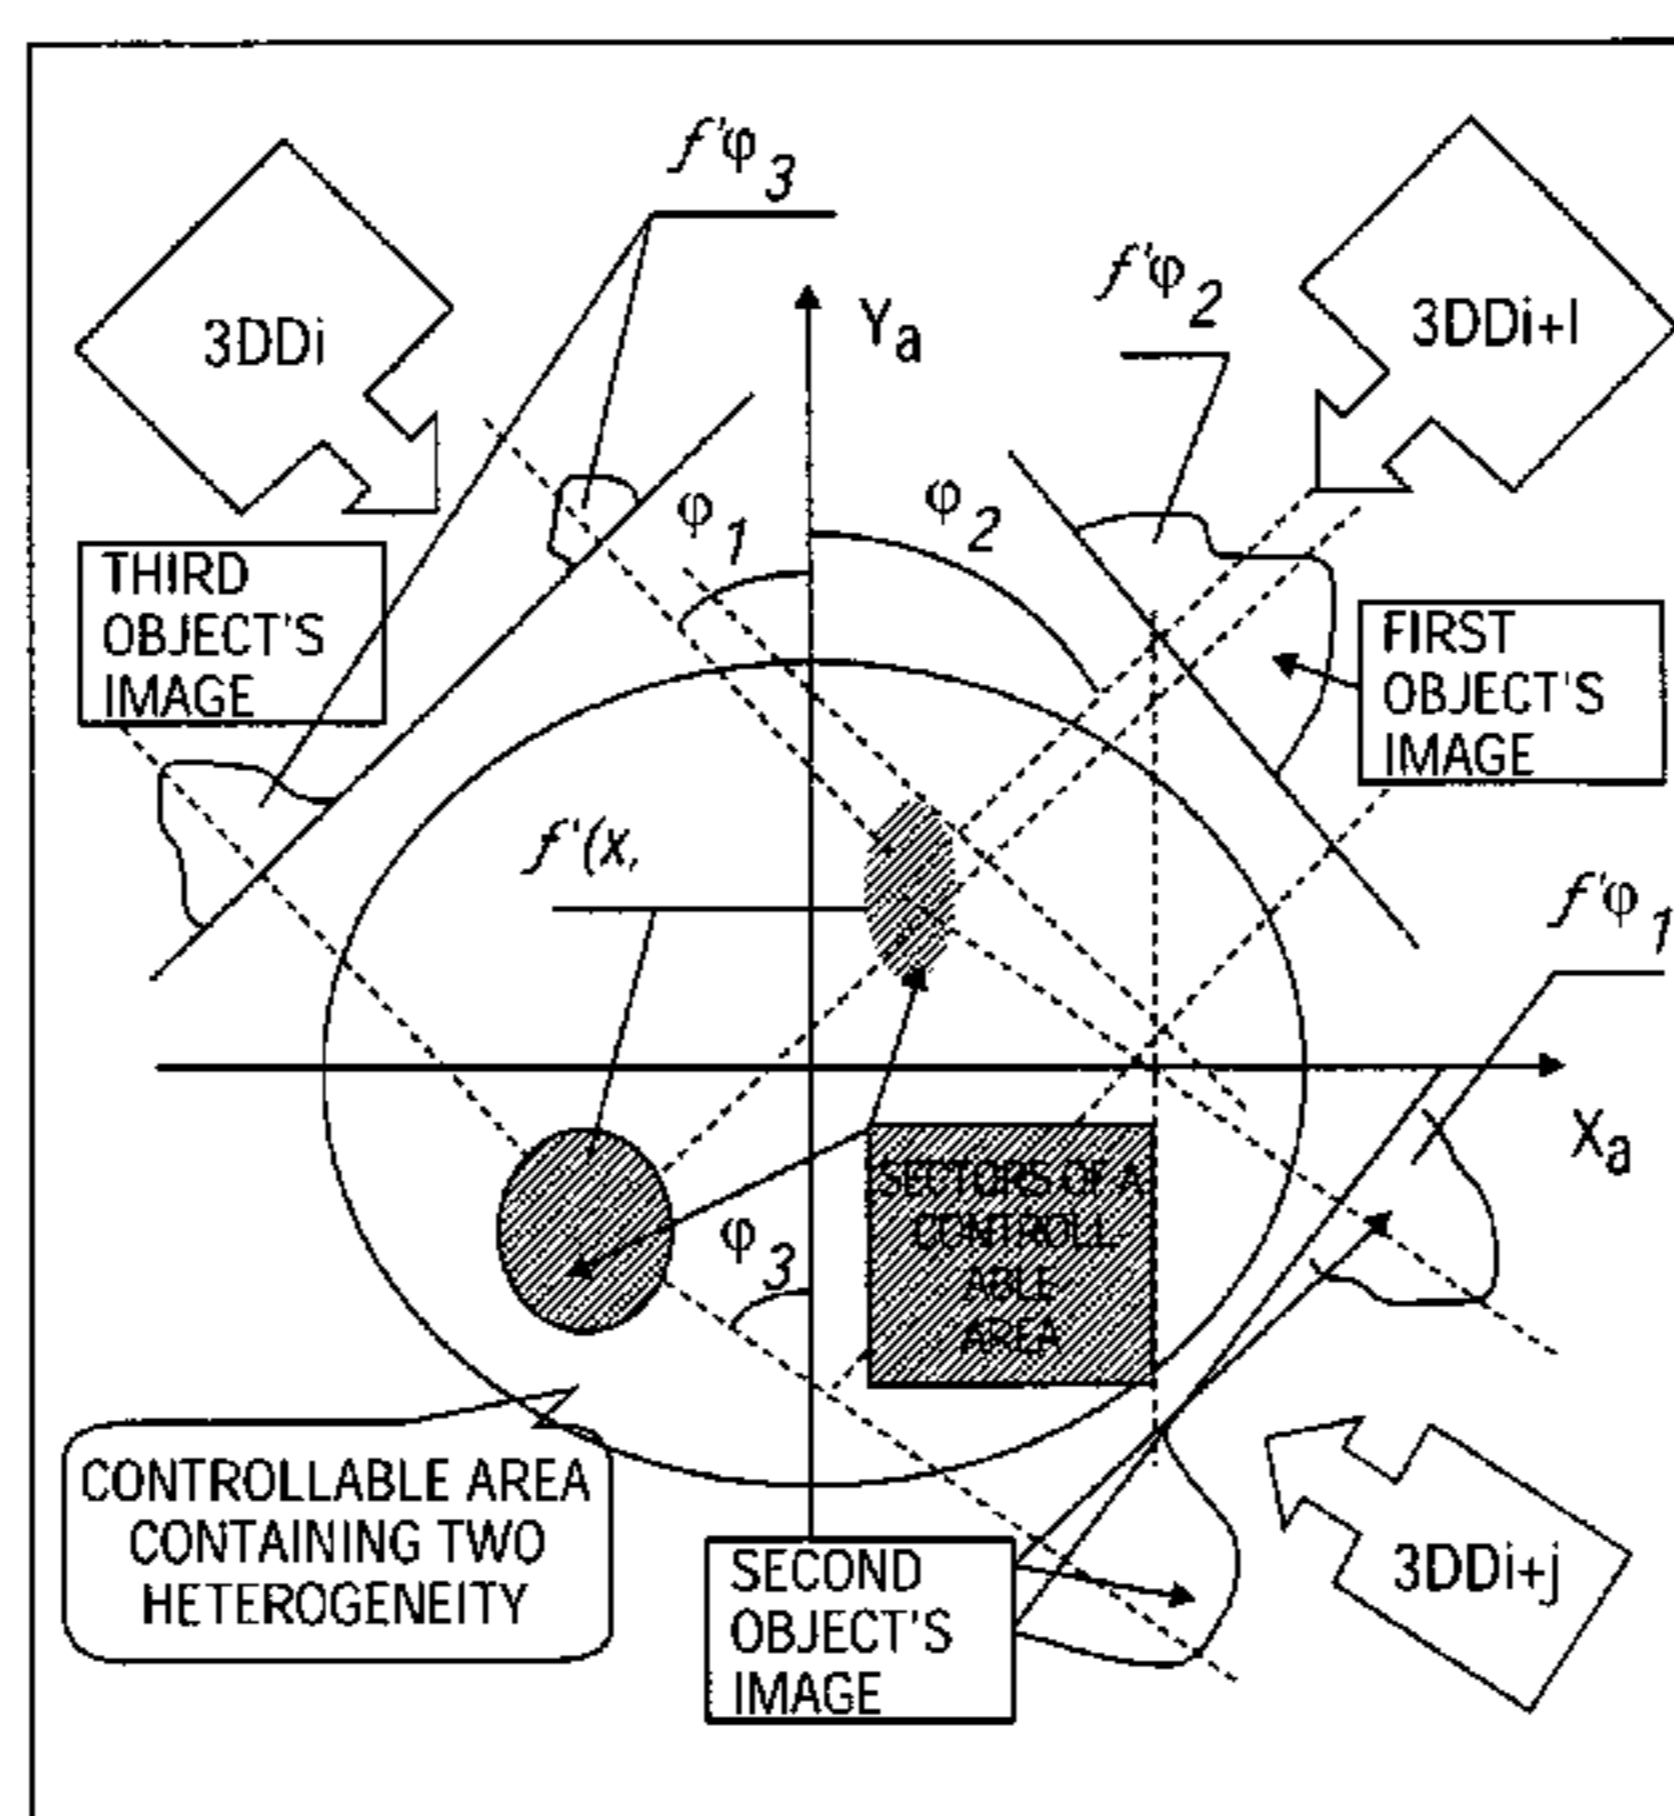 f'φ3
3DDi
Ya
f'φ2
3DDi+l
φ1
φ2
THIRD
OBJECT'S
IMAGE
FIRST
OBJECT'S
IMAGE
f'(x,
f'φ1
Xa
SECTORS OF A
CONTROLL
ABLE
AREA
φ3
CONTROLLABLE AREA
CONTAINING TWO
HETEROGENEITY
SECOND
OBJECT'S
IMAGE
3DDi+j